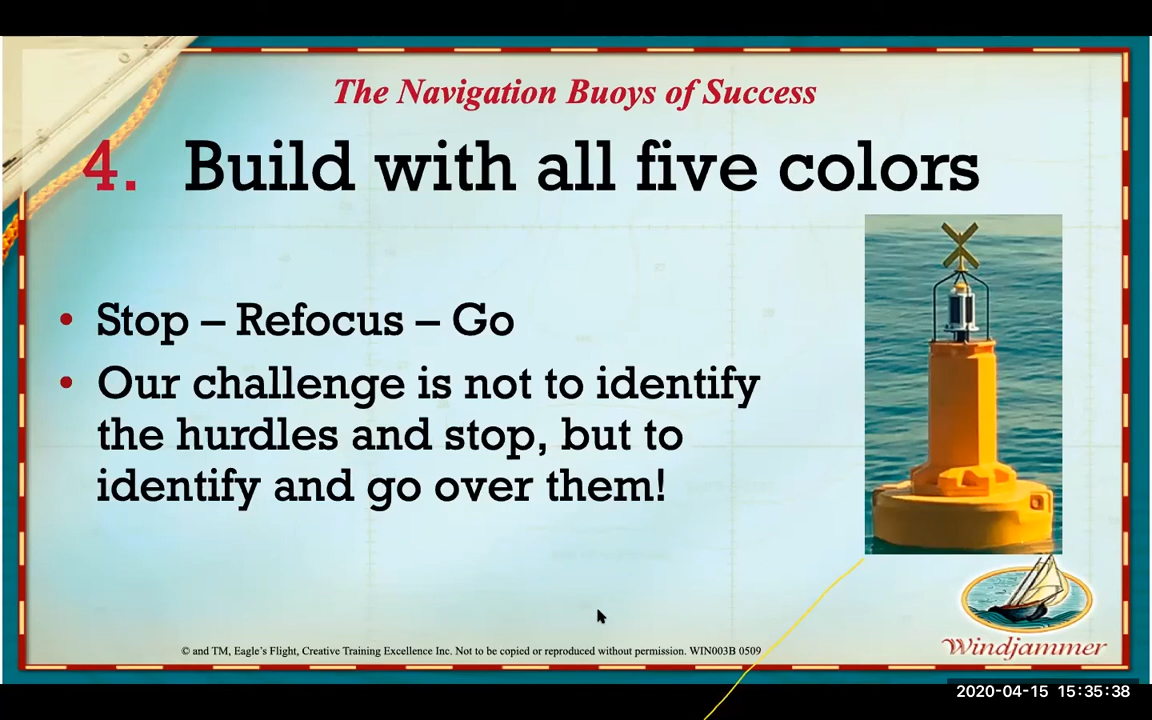 The Navigation Buoys of Success
4. Build with all five colors
• Stop – Refocus – Go
• Our challenge is not to identify
the hurdles and stop, but to
identify and go over them!
Windjammer
© and TM, Eagle's Flight, Creative Training Excellence Inc. Not to be copied or reproduced without permission. WIN003B 0509
2020-04-15 15:35:38